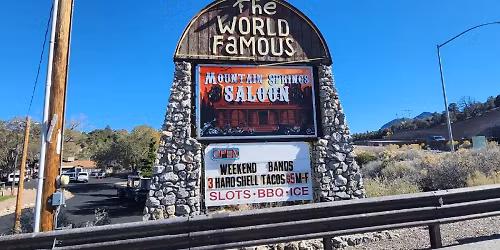 The
WORLD
FAMOUS
MOUNTAIN SPRINGS
SALOON
OPEN
WEEKEND BANDS
3 HARD SHELL TACOS $5 M-F
SLOTS • BBQ • ICE